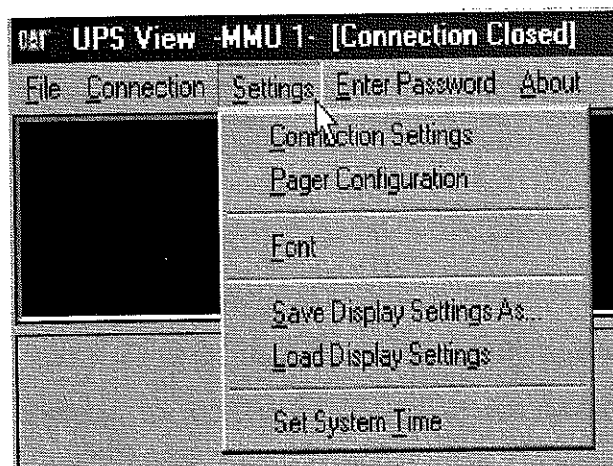 UPS View -MMU 1- [Connection Closed]
File Connection Settings Enter Password About
Connection Settings
Pager Configuration
Font
Save Display Settings As...
Load Display Settings
Set System Time